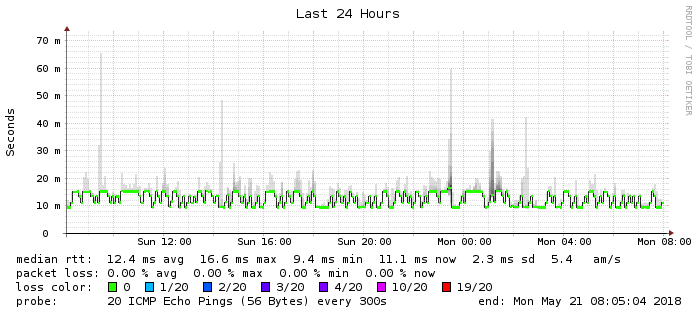 Last 24 Hours
RRDTOOL / TOBI OETIKER
Seconds
70 m
60 m
50 m
40 m
30 m
20 m
10 m
0
Sun 12:00 Sun 16:00 Sun 20:00 Mon 00:00 Mon 04:00 Mon 08:00
median rtt: 12.4 ms avg 16.6 ms max 9.4 ms min 11.1 ms now 2.3 ms sd 5.4 am/s
packet loss: 0.00 % avg 0.00 % max 0.00 % min 0.00 % now
loss color: 0 1/20 2/20 3/20 4/20 10/20 19/20
probe: 20 ICMP Echo Pings (56 Bytes) every 300s end: Mon May 21 08:05:04 2018